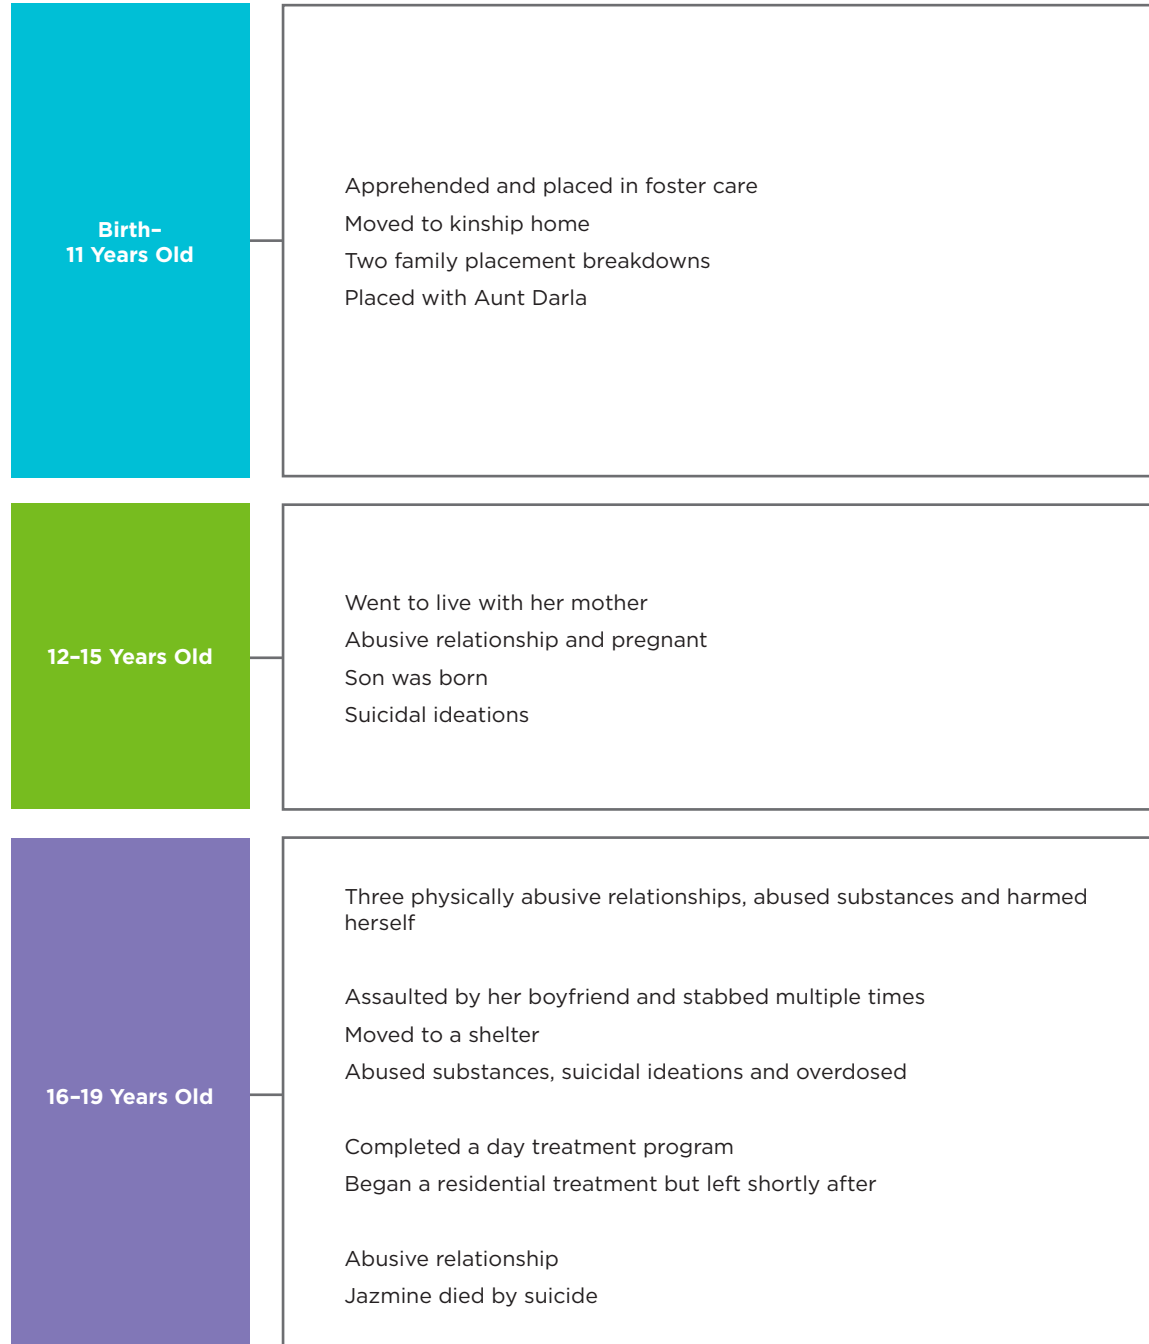 Birth–
11 Years Old
Apprehended and placed in foster care
Moved to kinship home
Two family placement breakdowns
Placed with Aunt Darla
12–15 Years Old
Went to live with her mother
Abusive relationship and pregnant
Son was born
Suicidal ideations
16–19 Years Old
Three physically abusive relationships, abused substances and harmed
herself
Assaulted by her boyfriend and stabbed multiple times
Moved to a shelter
Abused substances, suicidal ideations and overdosed
Completed a day treatment program
Began a residential treatment but left shortly after
Abusive relationship
Jazmine died by suicide